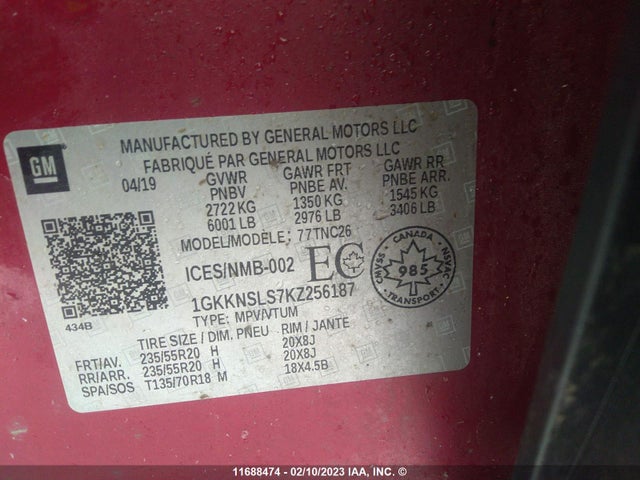 GM
MANUFACTURED BY GENERAL MOTORS LLC
FABRIQUÉ PAR GENERAL MOTORS LLC
04/19 GVWR GAWR FRT GAWR RR
PNBV PNBE AV. PNBE ARR.
2722 KG 1350 KG 1545 KG
6001 LB 2976 LB 3406 LB
MODEL/MODELE: 77TNC26
ICES/NMB-002 EC CANADA CMVSS 985 NSVAC TRANSPORT
434B
1GKKNSLS7KZ256187
TYPE: MPV/VTUM
TIRE SIZE / DIM. PNEU RIM / JANTE
FRT/AV. 235/55R20 H 20X8J
RR/ARR. 235/55R20 H 20X8J
SPA/SOS T135/70R18 M 18X4.5B
11688474 — 02/10/2023 IAA, Inc. ©